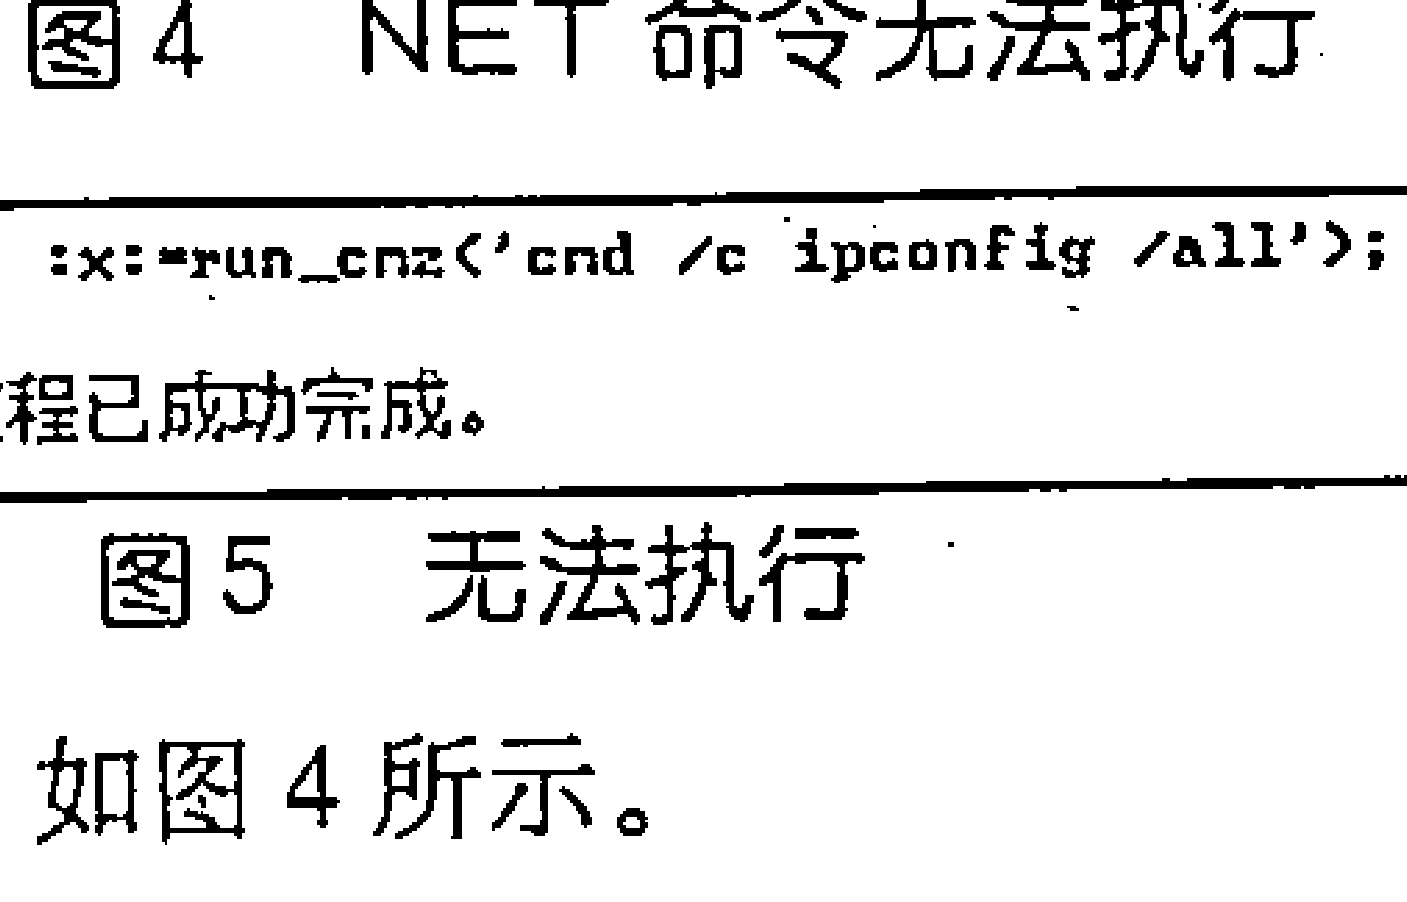 图4 NET 命令无法执行
:x:=run_cmz('cmd /c ipconfig /all');
程已成功完成。
图5 无法执行
如图4所示。